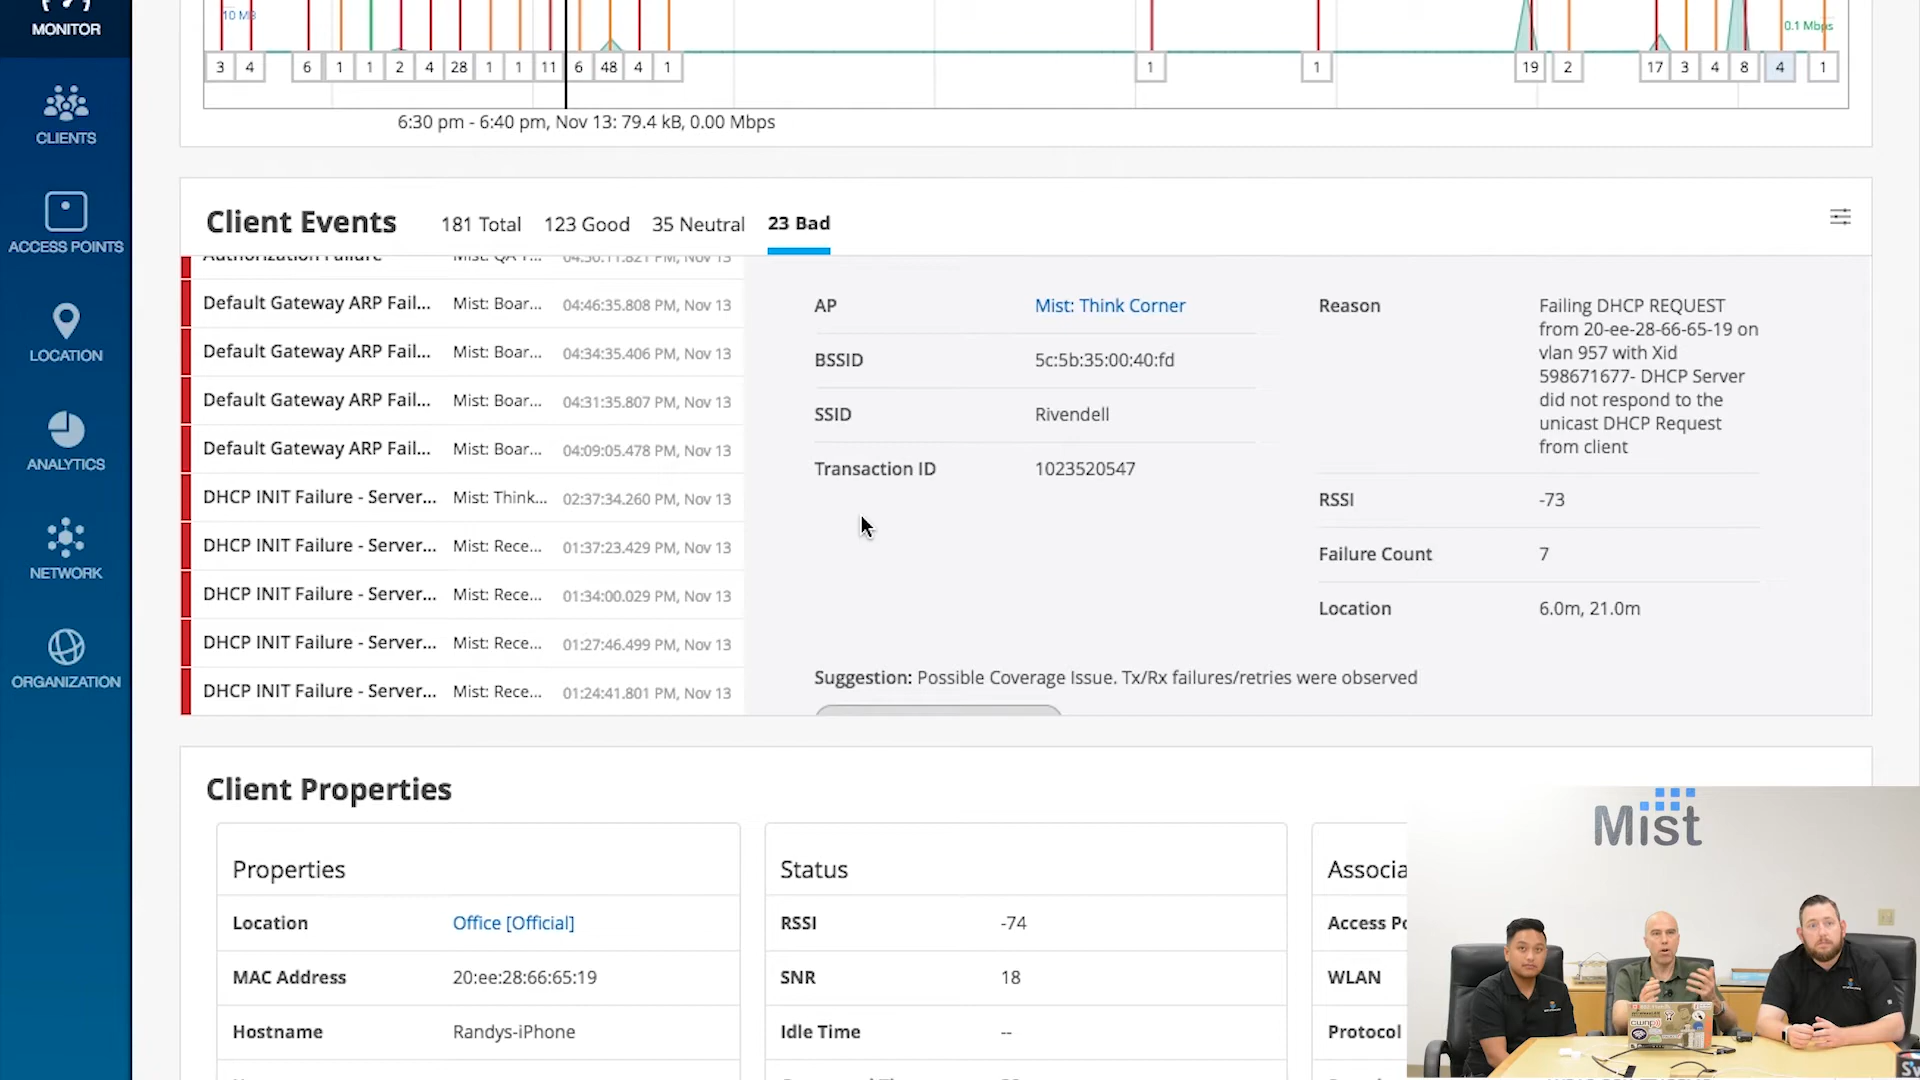 MONITOR
CLIENTS
ACCESS POINTS
LOCATION
ANALYTICS
NETWORK
ORGANIZATION
10 MB
0.1 Mbps
3 4 6 1 1 2 4 28 1 1 11 6 48 4 1 1 1 19 2 17 3 4 8 4 1
6:30 pm - 6:40 pm, Nov 13: 79.4 kB, 0.00 Mbps
Client Events 181 Total 123 Good 35 Neutral 23 Bad
Authorization Failure Mist: QA
Default Gateway ARP Fail... Mist: Boar... 04:46:35.808 PM, Nov 13
Default Gateway ARP Fail... Mist: Boar... 04:34:35.406 PM, Nov 13
Default Gateway ARP Fail... Mist: Boar... 04:31:35.807 PM, Nov 13
Default Gateway ARP Fail... Mist: Boar... 04:09:05.478 PM, Nov 13
DHCP INIT Failure - Server... Mist: Think... 02:37:34.260 PM, Nov 13
DHCP INIT Failure - Server... Mist: Rece... 01:37:23.429 PM, Nov 13
DHCP INIT Failure - Server... Mist: Rece... 01:34:00.029 PM, Nov 13
DHCP INIT Failure - Server... Mist: Rece... 01:27:46.499 PM, Nov 13
DHCP INIT Failure - Server... Mist: Rece... 01:24:41.801 PM, Nov 13
AP Mist: Think Corner
BSSID 5c:5b:35:00:40:fd
SSID Rivendell
Transaction ID 1023520547
Reason Failing DHCP REQUEST
from 20-ee-28-66-65-19 on
vlan 957 with Xid
598671677- DHCP Server
did not respond to the
unicast DHCP Request
from client
RSSI -73
Failure Count 7
Location 6.0m, 21.0m
Suggestion: Possible Coverage Issue. Tx/Rx failures/retries were observed
Client Properties
Properties
Location Office [Official]
MAC Address 20:ee:28:66:65:19
Hostname Randys-iPhone
Status
RSSI -74
SNR 18
Idle Time --
Associa
Access Po
WLAN
Protocol
Mist
cwnp